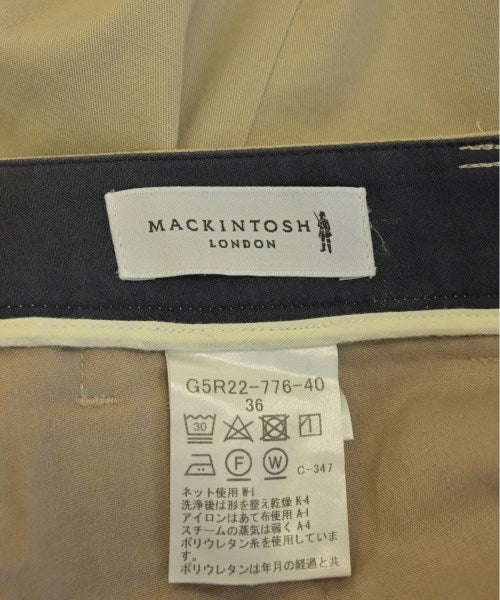 MACKINTOSH
LONDON
G5R22-776-40
36
30
F W C-347
ネット使用 W-1
洗浄後は形を整え乾燥 K-4
アイロンはあて布使用 A-1
スチームの蒸気は弱く A-4
ポリウレタン糸を使用していま
す。
ポリウレタンは年月の経過と共